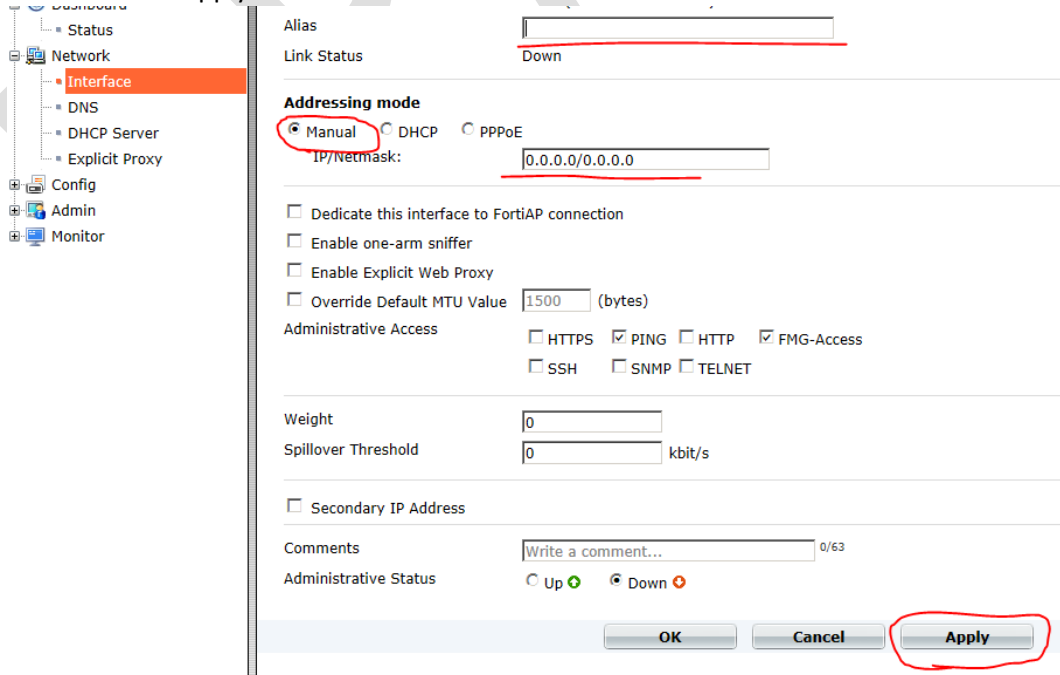 Dashboard
Status
Network
Interface
DNS
DHCP Server
Explicit Proxy
Config
Admin
Monitor
Alias
Link Status Down
Addressing mode
Manual DHCP PPPoE
IP/Netmask: 0.0.0.0/0.0.0.0
Dedicate this interface to FortiAP connection
Enable one-arm sniffer
Enable Explicit Web Proxy
Override Default MTU Value 1500 (bytes)
Administrative Access
HTTPS PING HTTP FMG-Access
SSH SNMP TELNET
Weight 0
Spillover Threshold 0 kbit/s
Secondary IP Address
Comments Write a comment... 0/63
Administrative Status Up Down
OK Cancel Apply